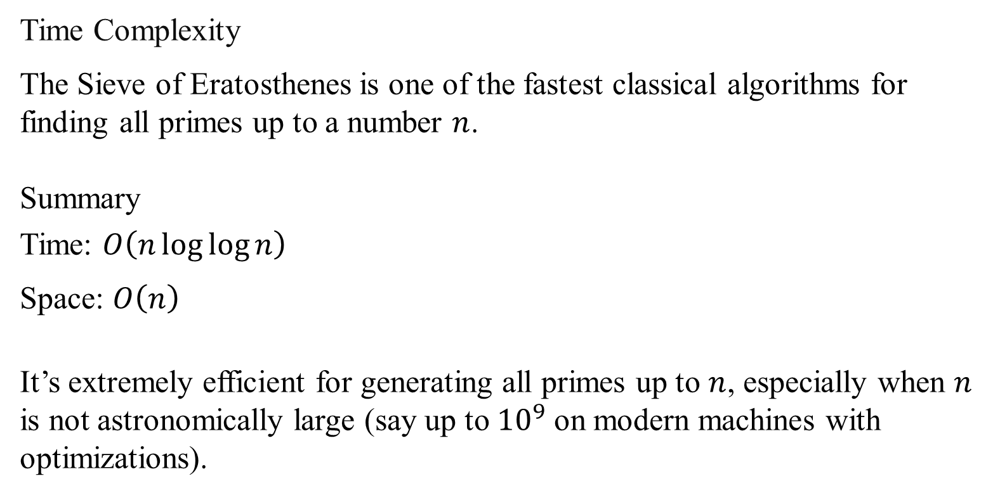 Time Complexity
The Sieve of Eratosthenes is one of the fastest classical algorithms for
finding all primes up to a number n.
Summary
Time: O(n log log n)
Space: O(n)
It’s extremely efficient for generating all primes up to n, especially when n
is not astronomically large (say up to 10⁹ on modern machines with
optimizations).